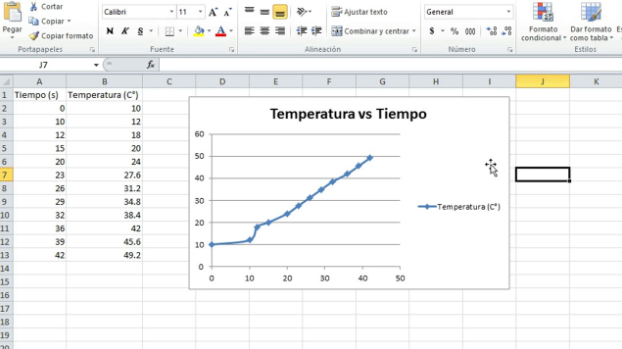 Cortar
Calibri 11 A A Ajustar texto General
Copiar
Pegar Copiar formato N K S Combinar y centrar $ % 000 Formato condicional Dar formato como tabla
Portapapeles Fuente Alineación Número Estilos
J7 fx
A B C D E F G H I J K
1 Tiempo (s) Temperatura (C°)
2 0 10
3 10 12
4 12 18
5 15 20
6 20 24
7 23 27.6
8 26 31.2
9 29 34.8
10 32 38.4
11 36 42
12 39 45.6
13 42 49.2
14
15
16
17
18
19
20
Temperatura vs Tiempo
60
50
40
30
20
10
0
0 10 20 30 40 50
Temperatura (C°)